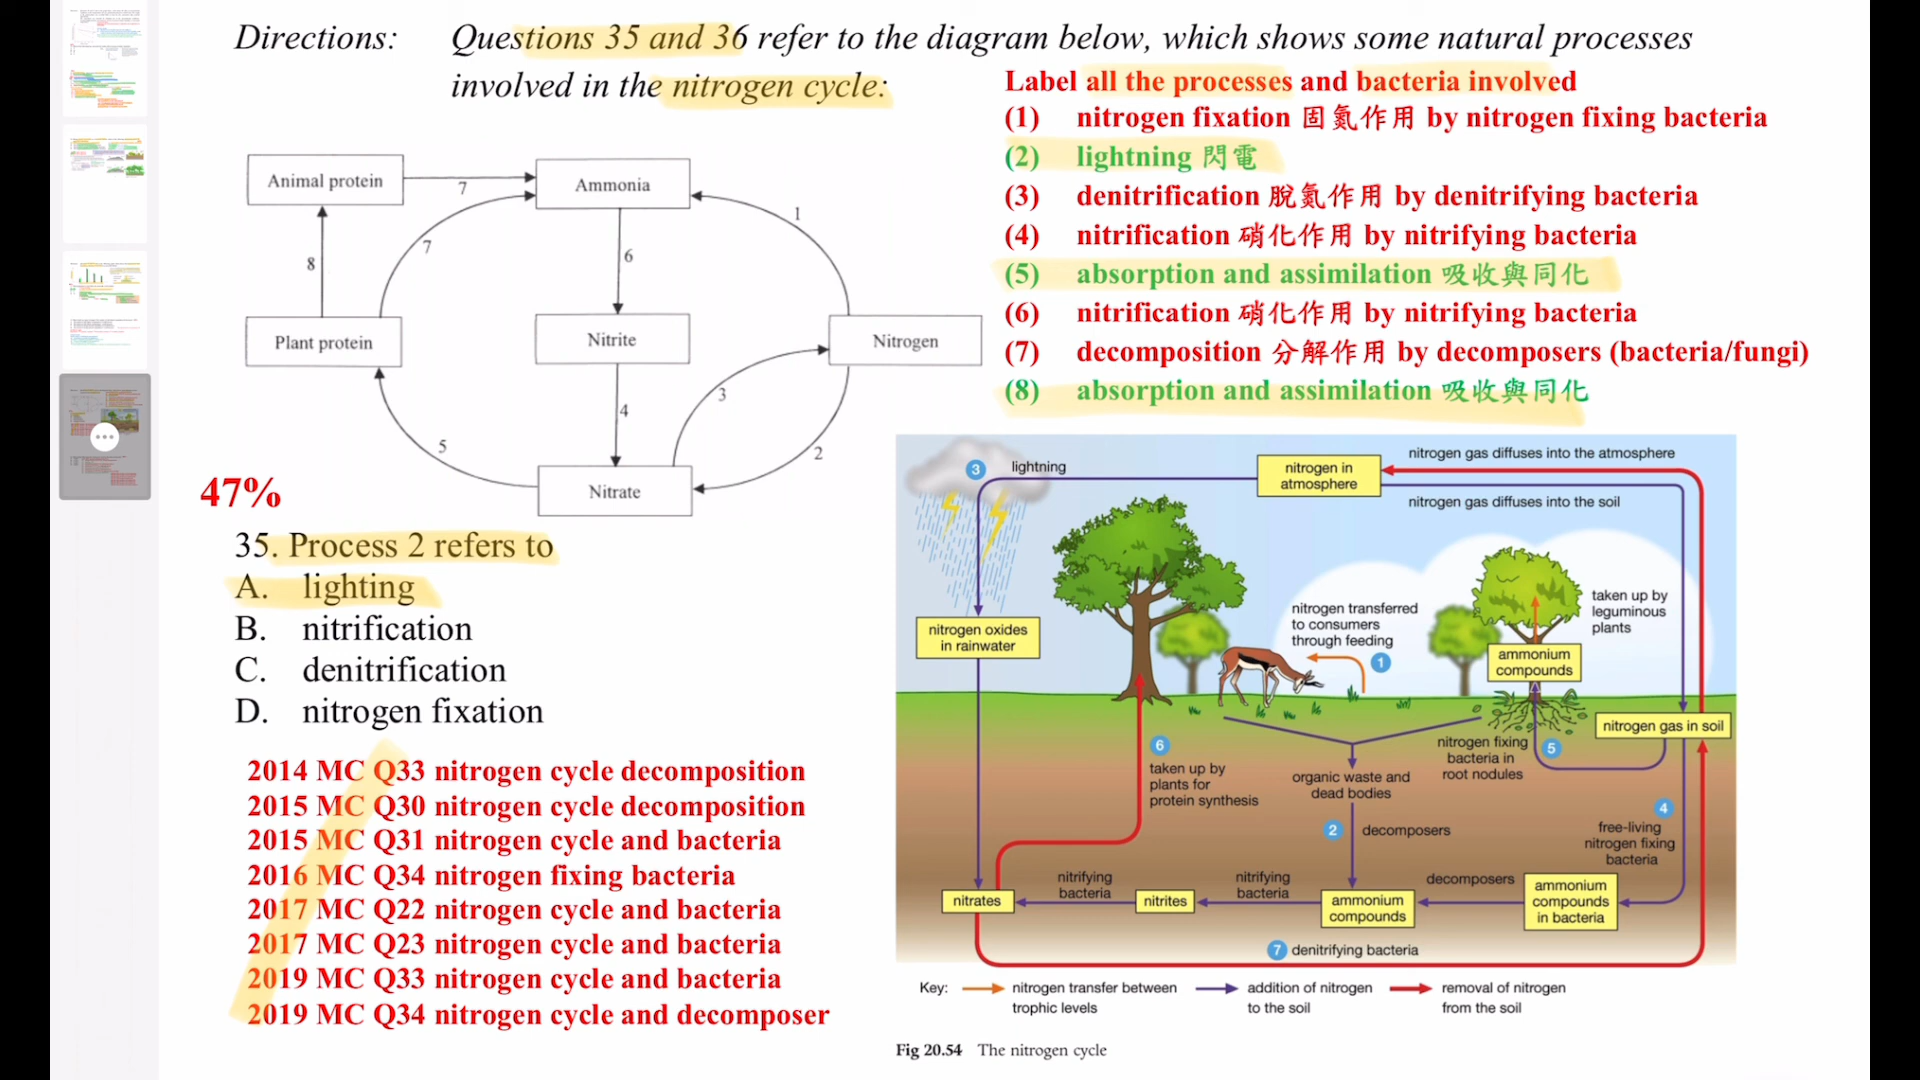 Directions: Questions 35 and 36 refer to the diagram below, which shows some natural processes
involved in the nitrogen cycle:
Label all the processes and bacteria involved
(1) nitrogen fixation 固氮作用 by nitrogen fixing bacteria
(2) lightning 閃電
(3) denitrification 脫氮作用 by denitrifying bacteria
(4) nitrification 硝化作用 by nitrifying bacteria
(5) absorption and assimilation 吸收與同化
(6) nitrification 硝化作用 by nitrifying bacteria
(7) decomposition 分解作用 by decomposers (bacteria/fungi)
(8) absorption and assimilation 吸收與同化
Animal protein
7
Ammonia
1
7
8
6
Plant protein
Nitrite
Nitrogen
3
4
5
2
Nitrate
47%
35. Process 2 refers to
A. lighting
B. nitrification
C. denitrification
D. nitrogen fixation
2014 MC Q33 nitrogen cycle decomposition
2015 MC Q30 nitrogen cycle decomposition
2015 MC Q31 nitrogen cycle and bacteria
2016 MC Q34 nitrogen fixing bacteria
2017 MC Q22 nitrogen cycle and bacteria
2017 MC Q23 nitrogen cycle and bacteria
2019 MC Q33 nitrogen cycle and bacteria
2019 MC Q34 nitrogen cycle and decomposer
3 lightning
nitrogen in
atmosphere
nitrogen gas diffuses into the atmosphere
nitrogen gas diffuses into the soil
nitrogen oxides
in rainwater
nitrogen transferred
to consumers
through feeding
1
taken up by
leguminous
plants
ammonium
compounds
nitrogen gas in soil
6
taken up by
plants for
protein synthesis
organic waste and
dead bodies
nitrogen fixing
bacteria in
root nodules
5
2 decomposers
4
free-living
nitrogen fixing
bacteria
nitrates
nitrifying
bacteria
nitrites
nitrifying
bacteria
ammonium
compounds
decomposers
ammonium
compounds
in bacteria
7 denitrifying bacteria
Key:
nitrogen transfer between
trophic levels
addition of nitrogen
to the soil
removal of nitrogen
from the soil
Fig 20.54 The nitrogen cycle